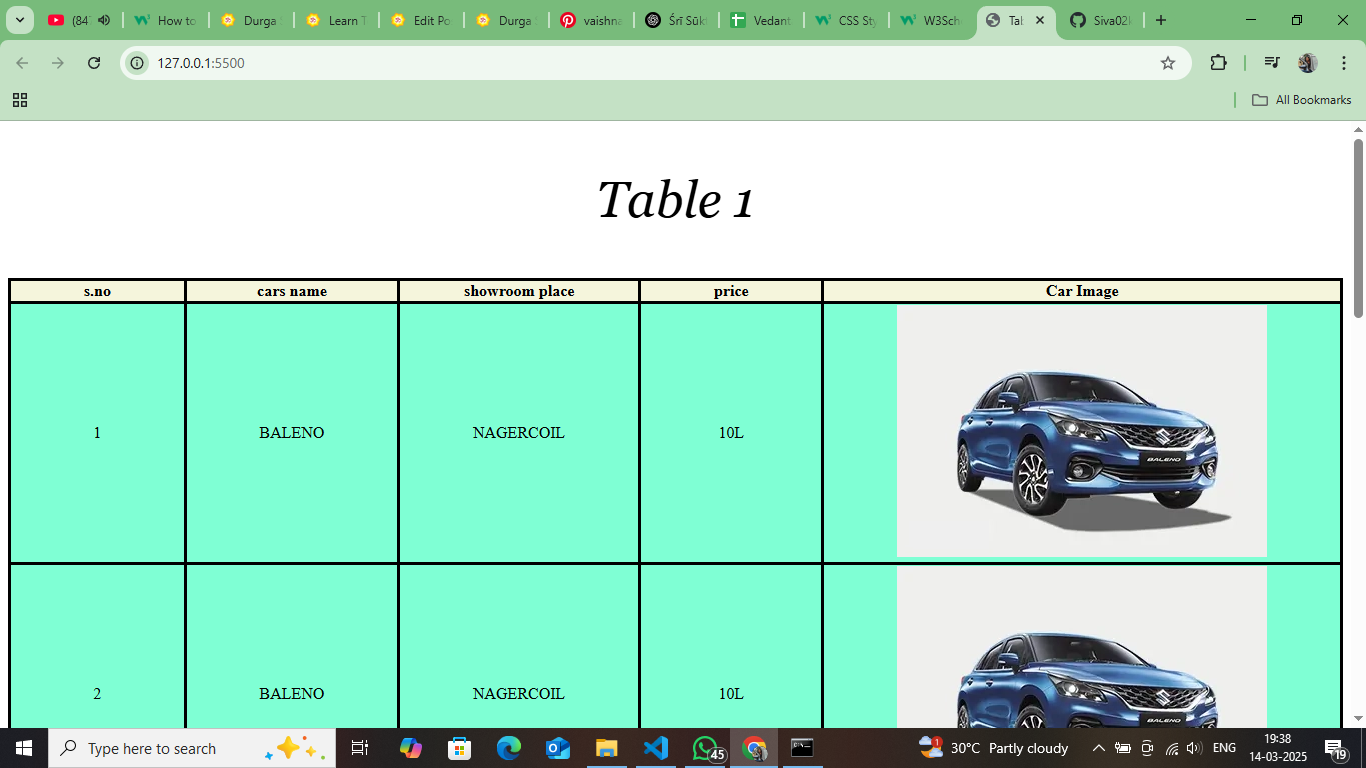 (84
How to
Durga
Learn T
Edit Po
Durga
vaishna
Śrī Sūkt
Vedant
CSS Sty
W3Sch
Tab
Siva02
127.0.0.1:5500
All Bookmarks
Table 1
s.no cars name showroom place price Car Image
1 BALENO NAGERCOIL 10L
BALENO
2 BALENO NAGERCOIL 10L
BALENO
Type here to search
45
1
30°C Partly cloudy
ENG
19:38
14-03-2025
19